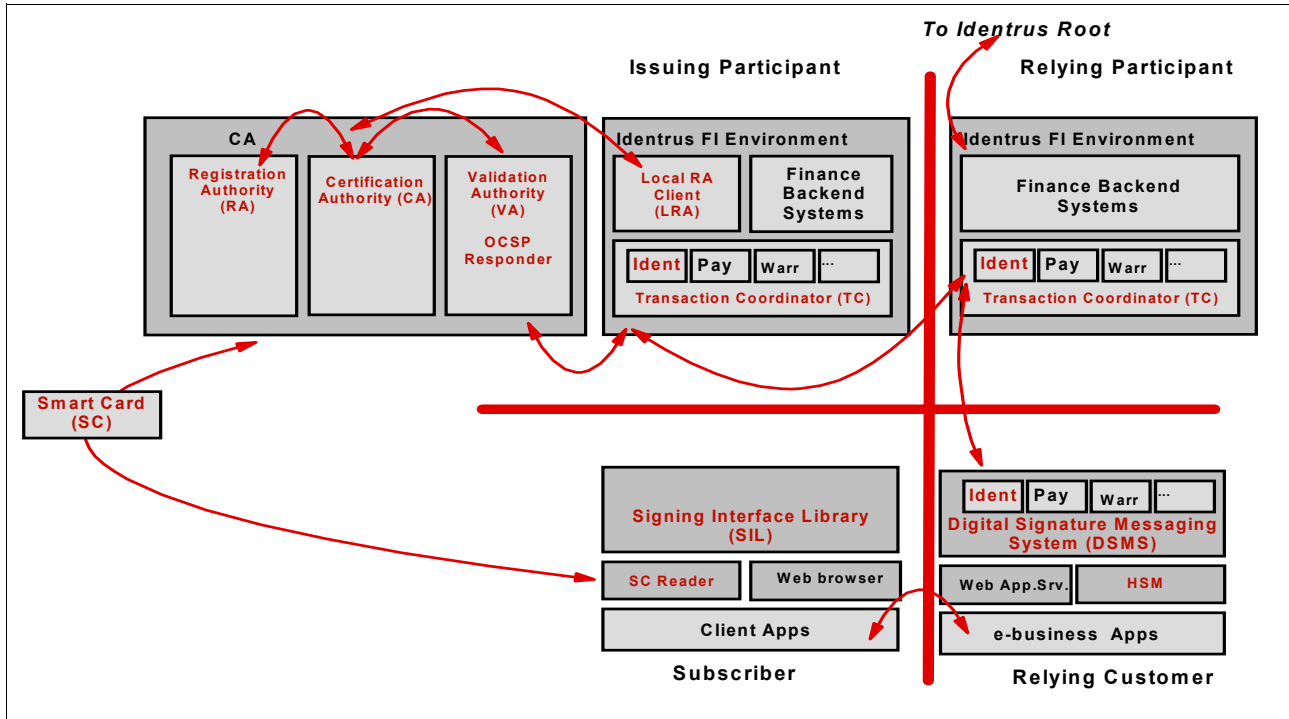 To Identrus Root
Issuing Participant
Relying Participant
CA
Registration
Authority
(RA)
Certification
Authority (CA)
Validation
Authority
(VA)
OCSP
Responder
Identrus FI Environment
Local RA
Client
(LRA)
Finance
Backend
Systems
Ident
Pay
Warr
...
Transaction Coordinator (TC)
Identrus FI Environment
Finance Backend
Systems
Ident
Pay
Warr
...
Transaction Coordinator (TC)
Smart Card
(SC)
Signing Interface Library
(SIL)
SC Reader
Web browser
Client Apps
Subscriber
Ident
Pay
Warr
...
Digital Signature Messaging
System (DSMS)
Web App.Srv.
HSM
e-business Apps
Relying Customer